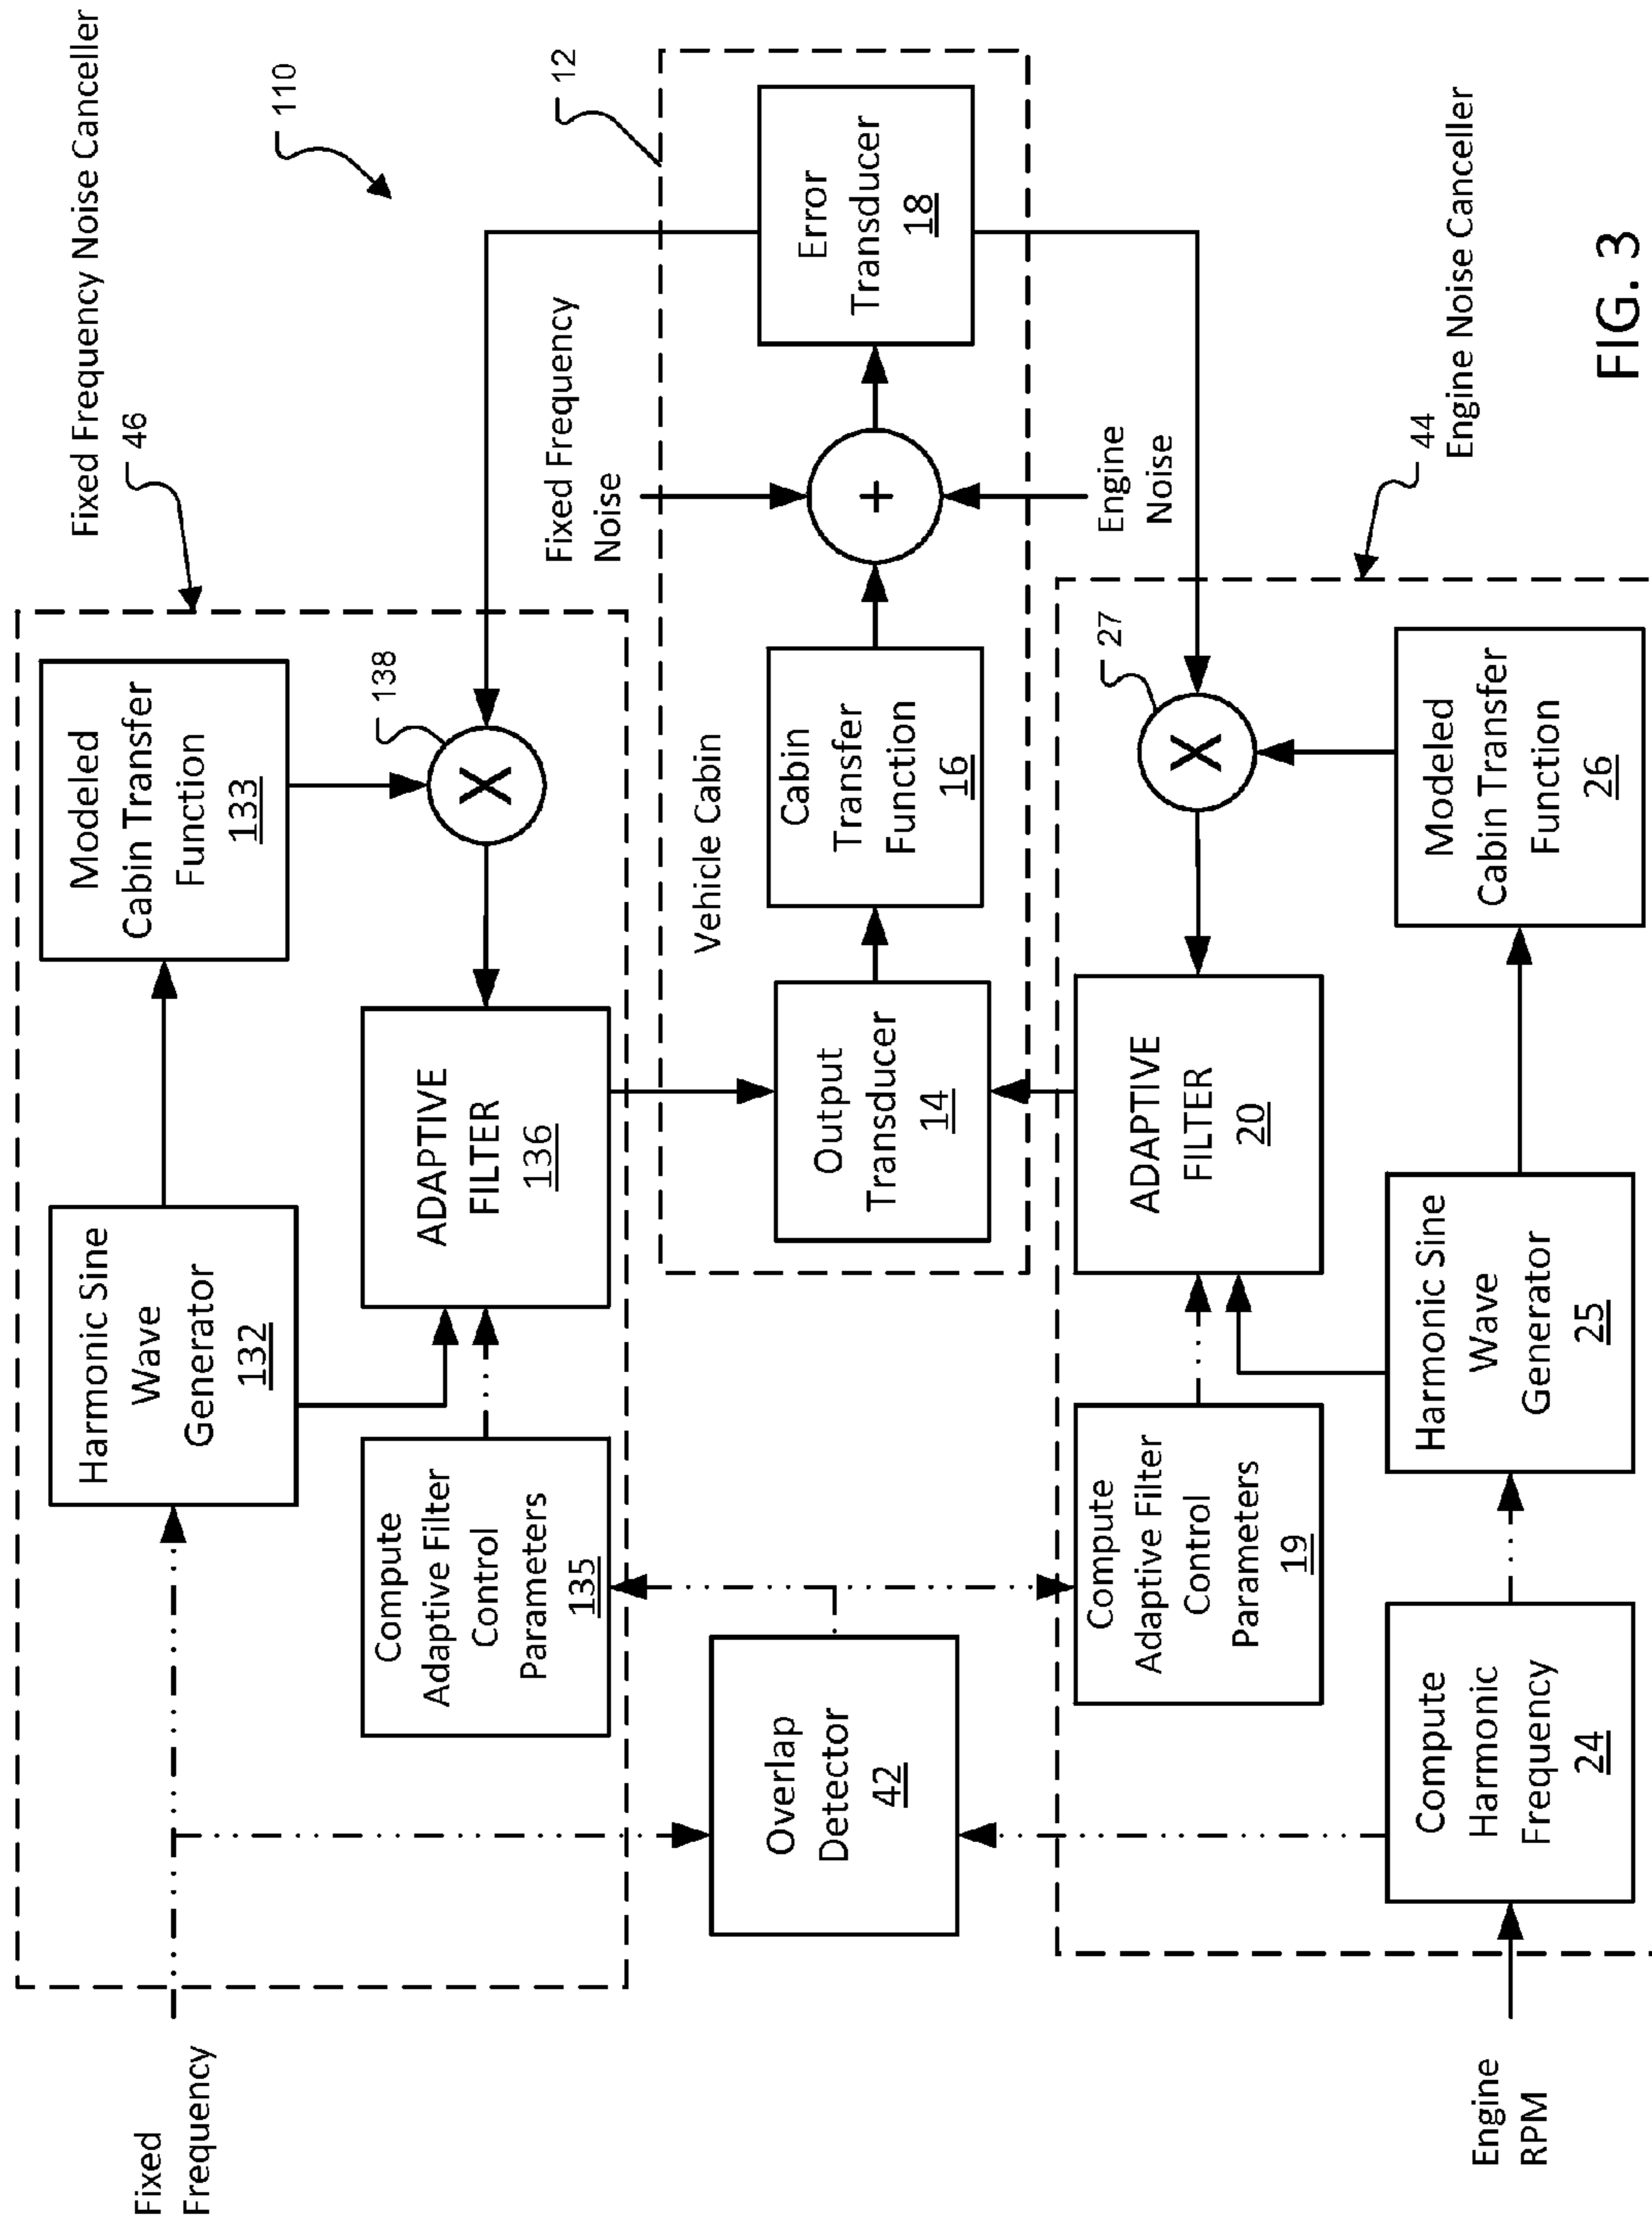 Fixed Frequency Noise Canceller
46
110
Modeled
Cabin Transfer
Function
133
138
Harmonic Sine
Wave
Generator
132
Fixed
Frequency
ADAPTIVE
FILTER
136
Compute
Adaptive Filter
Control
Parameters
135
Fixed Frequency
Noise
12
Vehicle Cabin
Error
Transducer
18
+
Cabin
Transfer
Function
16
Output
Transducer
14
Overlap
Detector
42
Engine
Noise
27
X
X
ADAPTIVE
FILTER
20
Compute
Adaptive Filter
Control
Parameters
19
44
Engine Noise Canceller
Modeled
Cabin Transfer
Function
26
Harmonic Sine
Wave
Generator
25
Compute
Harmonic
Frequency
24
Engine
RPM
FIG. 3